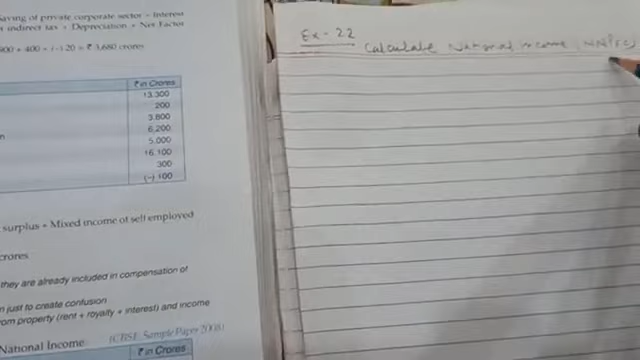 Saving of private corporate sector − Interest
indirect tax + Depreciation + Net Factor
900 + 400 − (−) 20 = ₹ 3,680 crores
₹ in Crores
13,300
200
3,800
6,200
5,000
16,100
300
(−) 100
surplus + Mixed income of self employed
crores
they are already included in compensation of
just to create confusion
from property (rent + royalty + interest) and income
(CBSE Sample Paper 2008)
National Income
₹ in Crores
Ex - 22
Calculate National income (NNPFC)